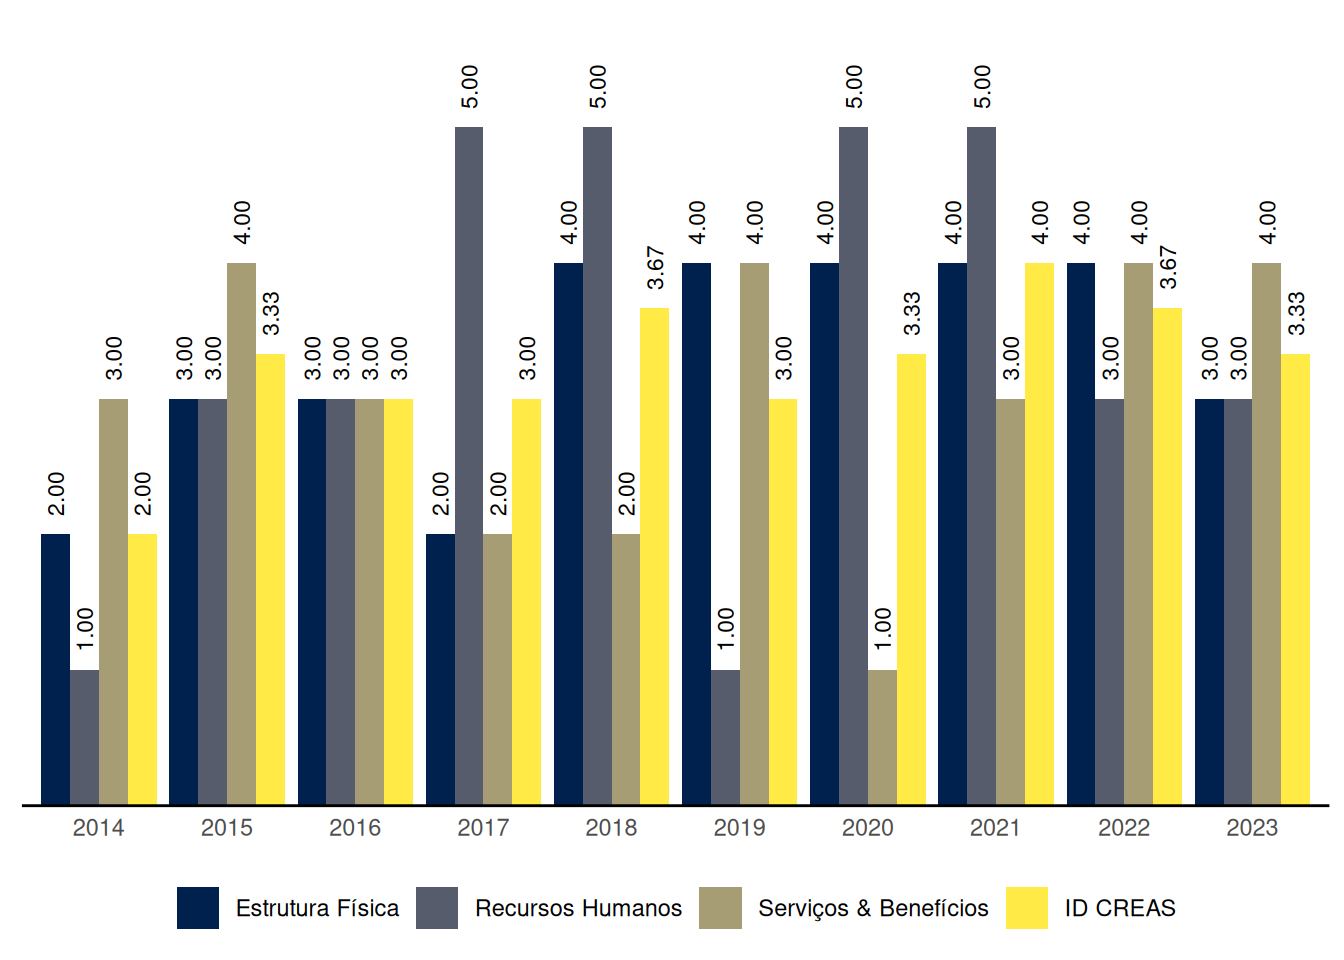 5.00 5.00 5.00 5.00
4.00 4.00 4.00 4.00 4.00 4.00 4.00 4.00 4.00 4.00
3.67 3.67
3.33 3.33 3.33
3.00 3.00 3.00 3.00 3.00 3.00 3.00 3.00 3.00 3.00 3.00 3.00 3.00
2.00 2.00 2.00 2.00 2.00
1.00 1.00 1.00
2014 2015 2016 2017 2018 2019 2020 2021 2022 2023
Estrutura Física Recursos Humanos Serviços & Benefícios ID CREAS